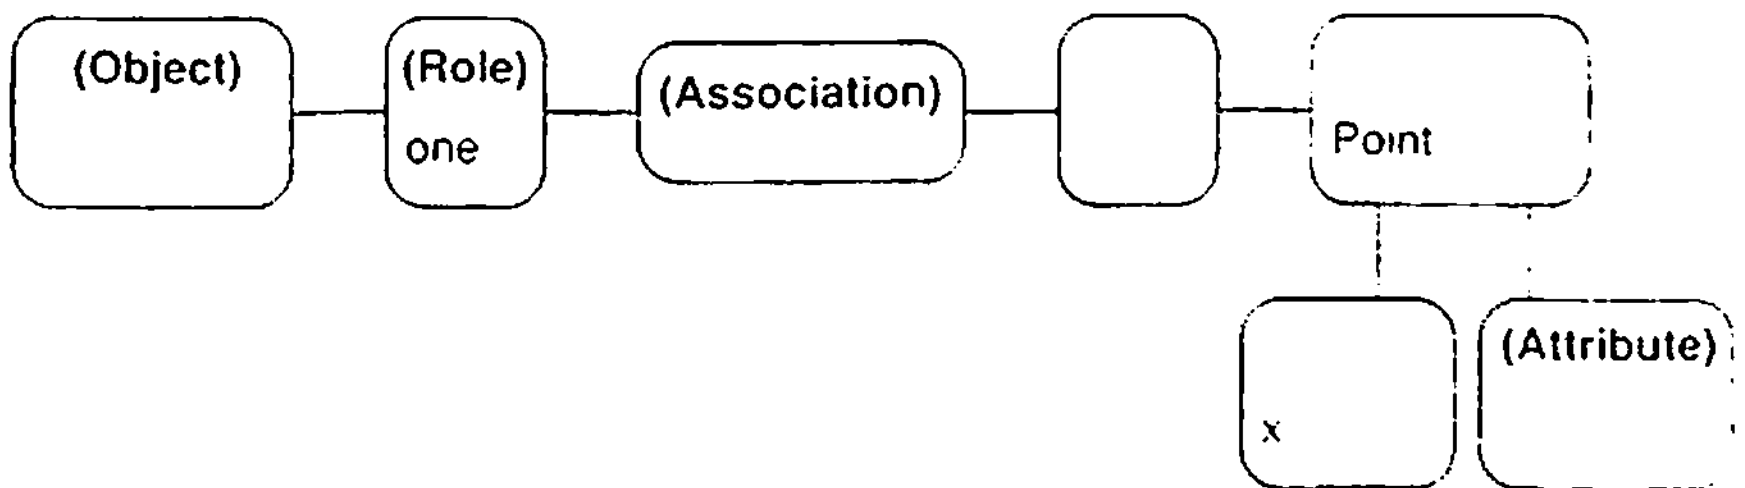 (Object)
(Role)
one
(Association)
Point
x
(Attribute)